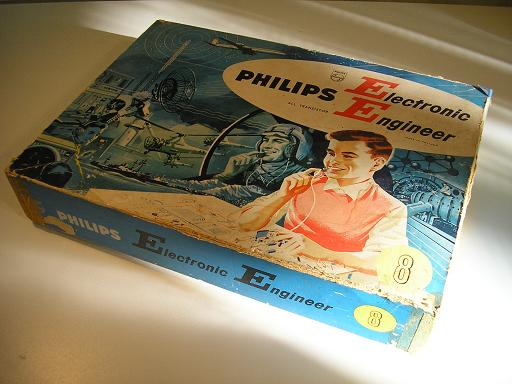 PHILIPS Electronic
Engineer
ALL TRANSISTOR
8
PHILIPS Electronic Engineer 8